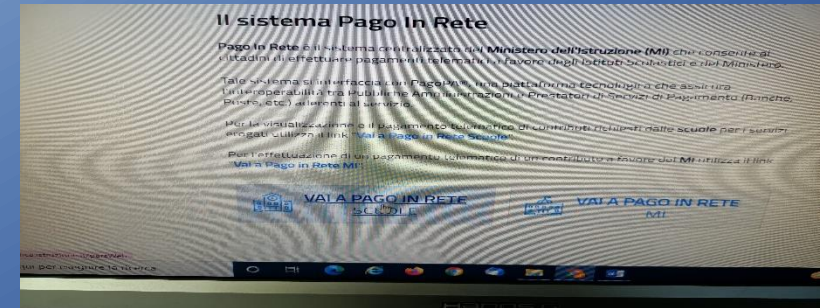 Il sistema Pago In Rete
Pago In Rete è il sistema centralizzato del Ministero dell'Istruzione (MI) che consente ai
cittadini di effettuare pagamenti telematici a favore degli Istituti Scolastici e del Ministero.
Tale sistema si interfaccia con PagoPA®, una piattaforma tecnologica che assicura
l'interoperabilità tra Pubbliche Amministrazioni e Prestatori di Servizi di Pagamento (Banche,
Poste, etc.) aderenti al servizio.
Per la visualizzazione e il pagamento telematico di contributi richiesti dalle scuole per i servizi
erogati utilizza il link "Vai a Pago in Rete Scuole".
Per l'effettuazione di un pagamento telematico di un contributo a favore del MI utilizza il link
"Vai a Pago in Rete MI".
VAI A PAGO IN RETE
SCUOLE
VAI A PAGO IN RETE
MI
qui per eseguire la ricerca